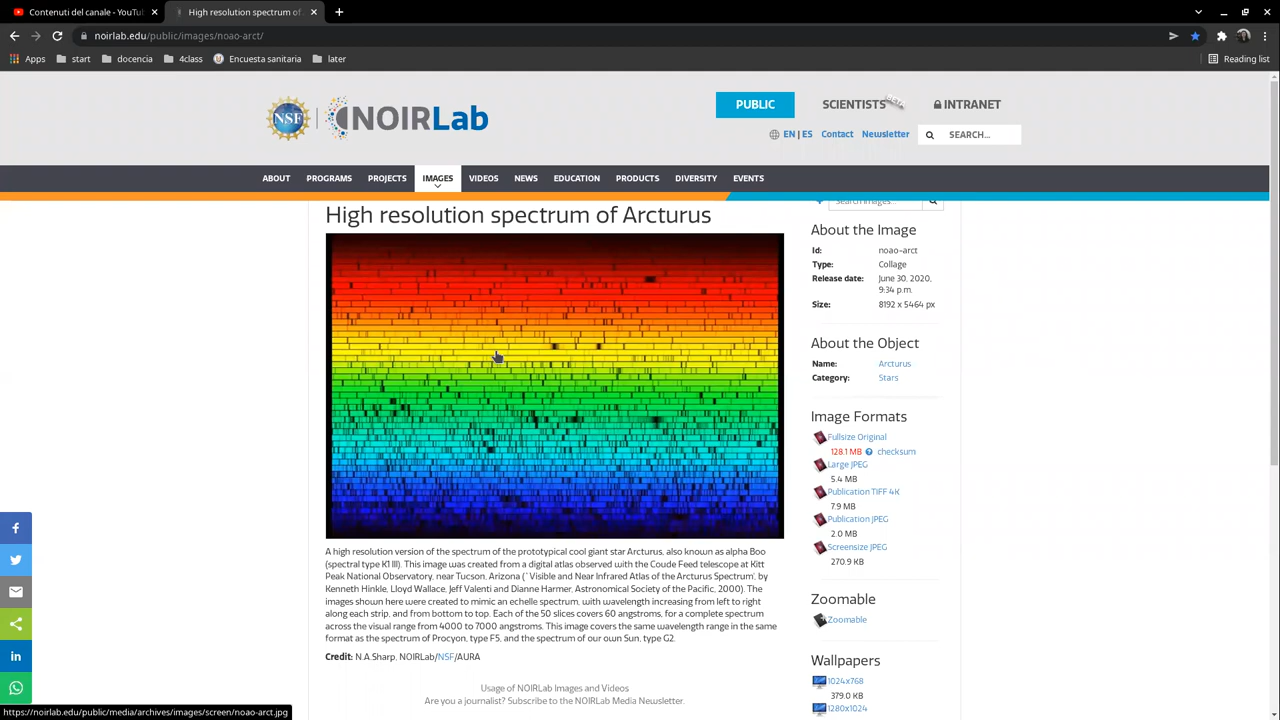 Contenuti del canale - YouTub
High resolution spectrum of
noirlab.edu/public/images/noao-arct/
Apps start docencia 4class Encuesta sanitaria later Reading list
NSF NOIRLab
PUBLIC SCIENTISTS BETA INTRANET
EN | ES Contact Newsletter SEARCH...
ABOUT PROGRAMS PROJECTS IMAGES VIDEOS NEWS EDUCATION PRODUCTS DIVERSITY EVENTS
High resolution spectrum of Arcturus
Search images...
About the Image
Id: noao-arct
Type: Collage
Release date: June 30, 2020,
9:34 p.m.
Size: 8192 x 5464 px
About the Object
Name: Arcturus
Category: Stars
Image Formats
Fullsize Original
128.1 MB checksum
Large JPEG
5.4 MB
Publication TIFF 4K
7.9 MB
Publication JPEG
2.0 MB
Screensize JPEG
270.9 KB
Zoomable
Zoomable
Wallpapers
1024x768
379.0 KB
1280x1024
A high resolution version of the spectrum of the prototypical cool giant star Arcturus, also known as alpha Boo
(spectral type K1 III). This image was created from a digital atlas observed with the Coude Feed telescope at Kitt
Peak National Observatory, near Tucson, Arizona (``Visible and Near Infrared Atlas of the Arcturus Spectrum', by
Kenneth Hinkle, Lloyd Wallace, Jeff Valenti and Dianne Harmer, Astronomical Society of the Pacific, 2000). The
images shown here were created to mimic an echelle spectrum, with wavelength increasing from left to right
along each strip, and from bottom to top. Each of the 50 slices covers 60 angstroms, for a complete spectrum
across the visual range from 4000 to 7000 angstroms. This image covers the same wavelength range in the same
format as the spectrum of Procyon, type F5, and the spectrum of our own Sun, type G2.
Credit: N.A.Sharp, NOIRLab/NSF/AURA
Usage of NOIRLab Images and Videos
Are you a journalist? Subscribe to the NOIRLab Media Newsletter.
https://noirlab.edu/public/media/archives/images/screen/noao-arct.jpg